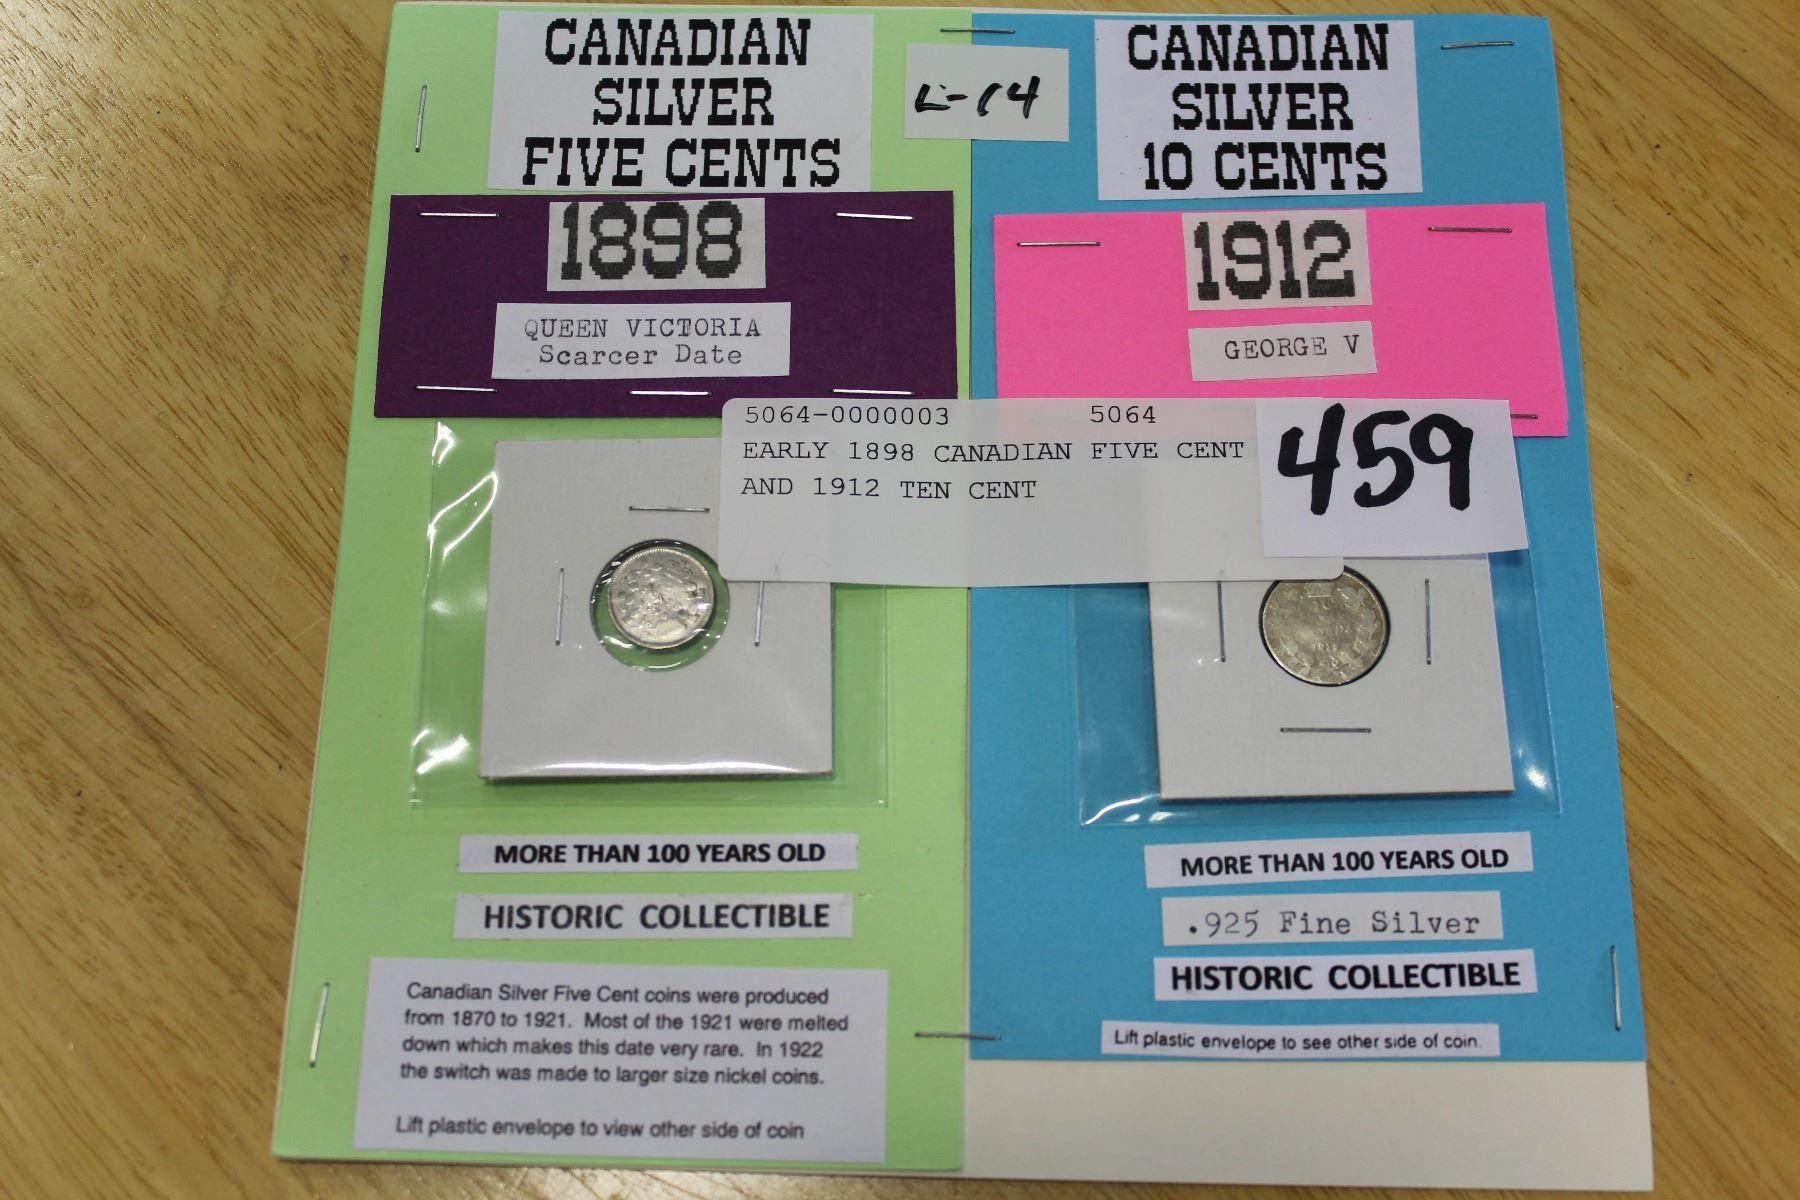 CANADIAN
SILVER
FIVE CENTS
1898
QUEEN VICTORIA
Scarcer Date
L-14
CANADIAN
SILVER
10 CENTS
1912
GEORGE V
5064-0000003 5064
EARLY 1898 CANADIAN FIVE CENT
AND 1912 TEN CENT
459
MORE THAN 100 YEARS OLD
HISTORIC COLLECTIBLE
Canadian Silver Five Cent coins were produced
from 1870 to 1921. Most of the 1921 were melted
down which makes this date very rare. In 1922
the switch was made to larger size nickel coins.
Lift plastic envelope to view other side of coin
MORE THAN 100 YEARS OLD
.925 Fine Silver
HISTORIC COLLECTIBLE
Lift plastic envelope to see other side of coin.